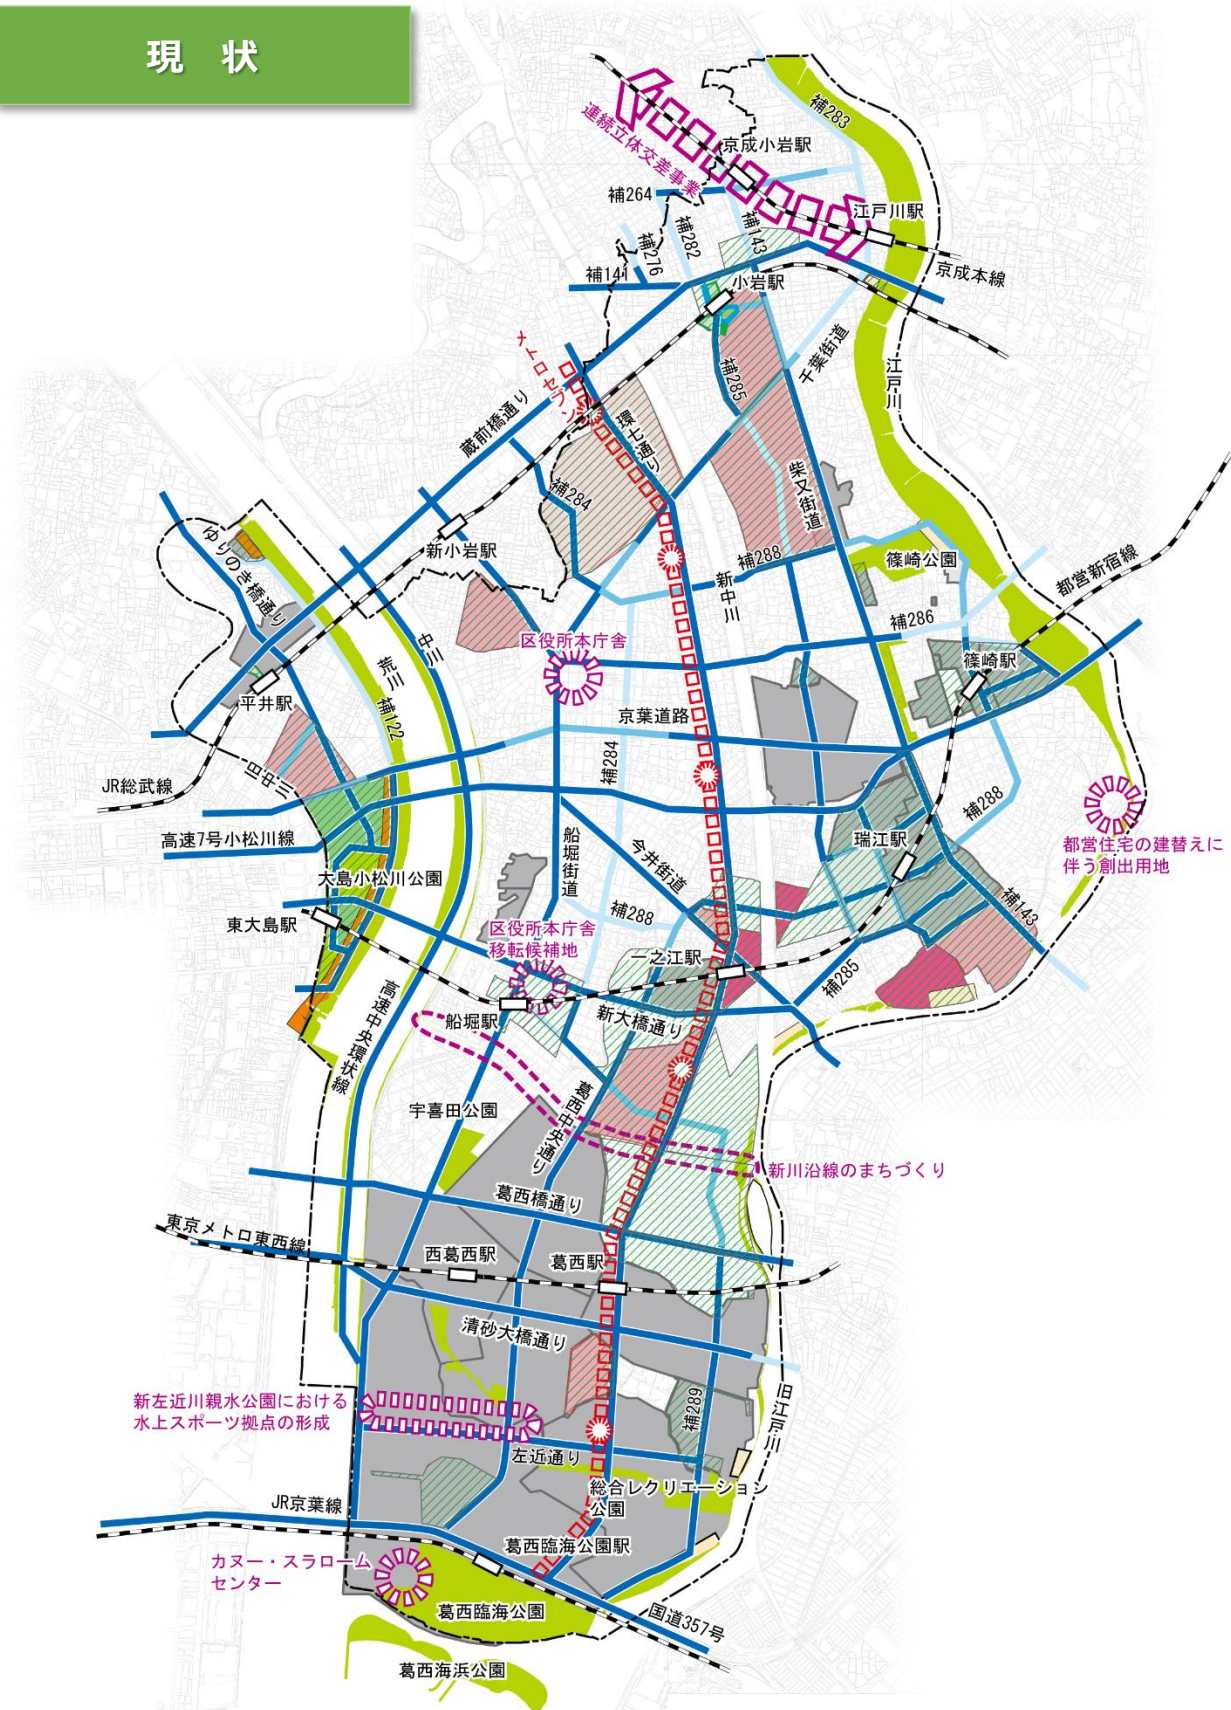 現　状
補283
連続立体交差事業
京成小岩駅
補264
江戸川駅
補282
補143
補276
補141
小岩駅
京成本線
メトロセブン
補285
千葉街道
江戸川
蔵前橋通り
環七通り
柴又街道
補284
新小岩駅
ゆりのき橋通り
補288
新中川
篠崎公園
都営新宿線
中川
区役所本庁舎
補286
篠崎駅
荒川
平井駅
補122
京葉道路
旧中川
JR総武線
補284
高速7号小松川線
船堀街道
今井街道
瑞江駅
補288
都営住宅の建替えに
伴う創出用地
大島小松川公園
東大島駅
補288
補143
区役所本庁舎
移転候補地
一之江駅
補285
高速中央環状線
船堀駅
新大橋通り
宇喜田公園
葛西中央通り
新川沿線のまちづくり
葛西橋通り
東京メトロ東西線
西葛西駅
葛西駅
清砂大橋通り
新左近川親水公園における
水上スポーツ拠点の形成
補289
旧江戸川
左近通り
総合レクリエーション
公園
JR京葉線
葛西臨海公園駅
カヌー・スラローム
センター
葛西臨海公園
国道357号
葛西海浜公園